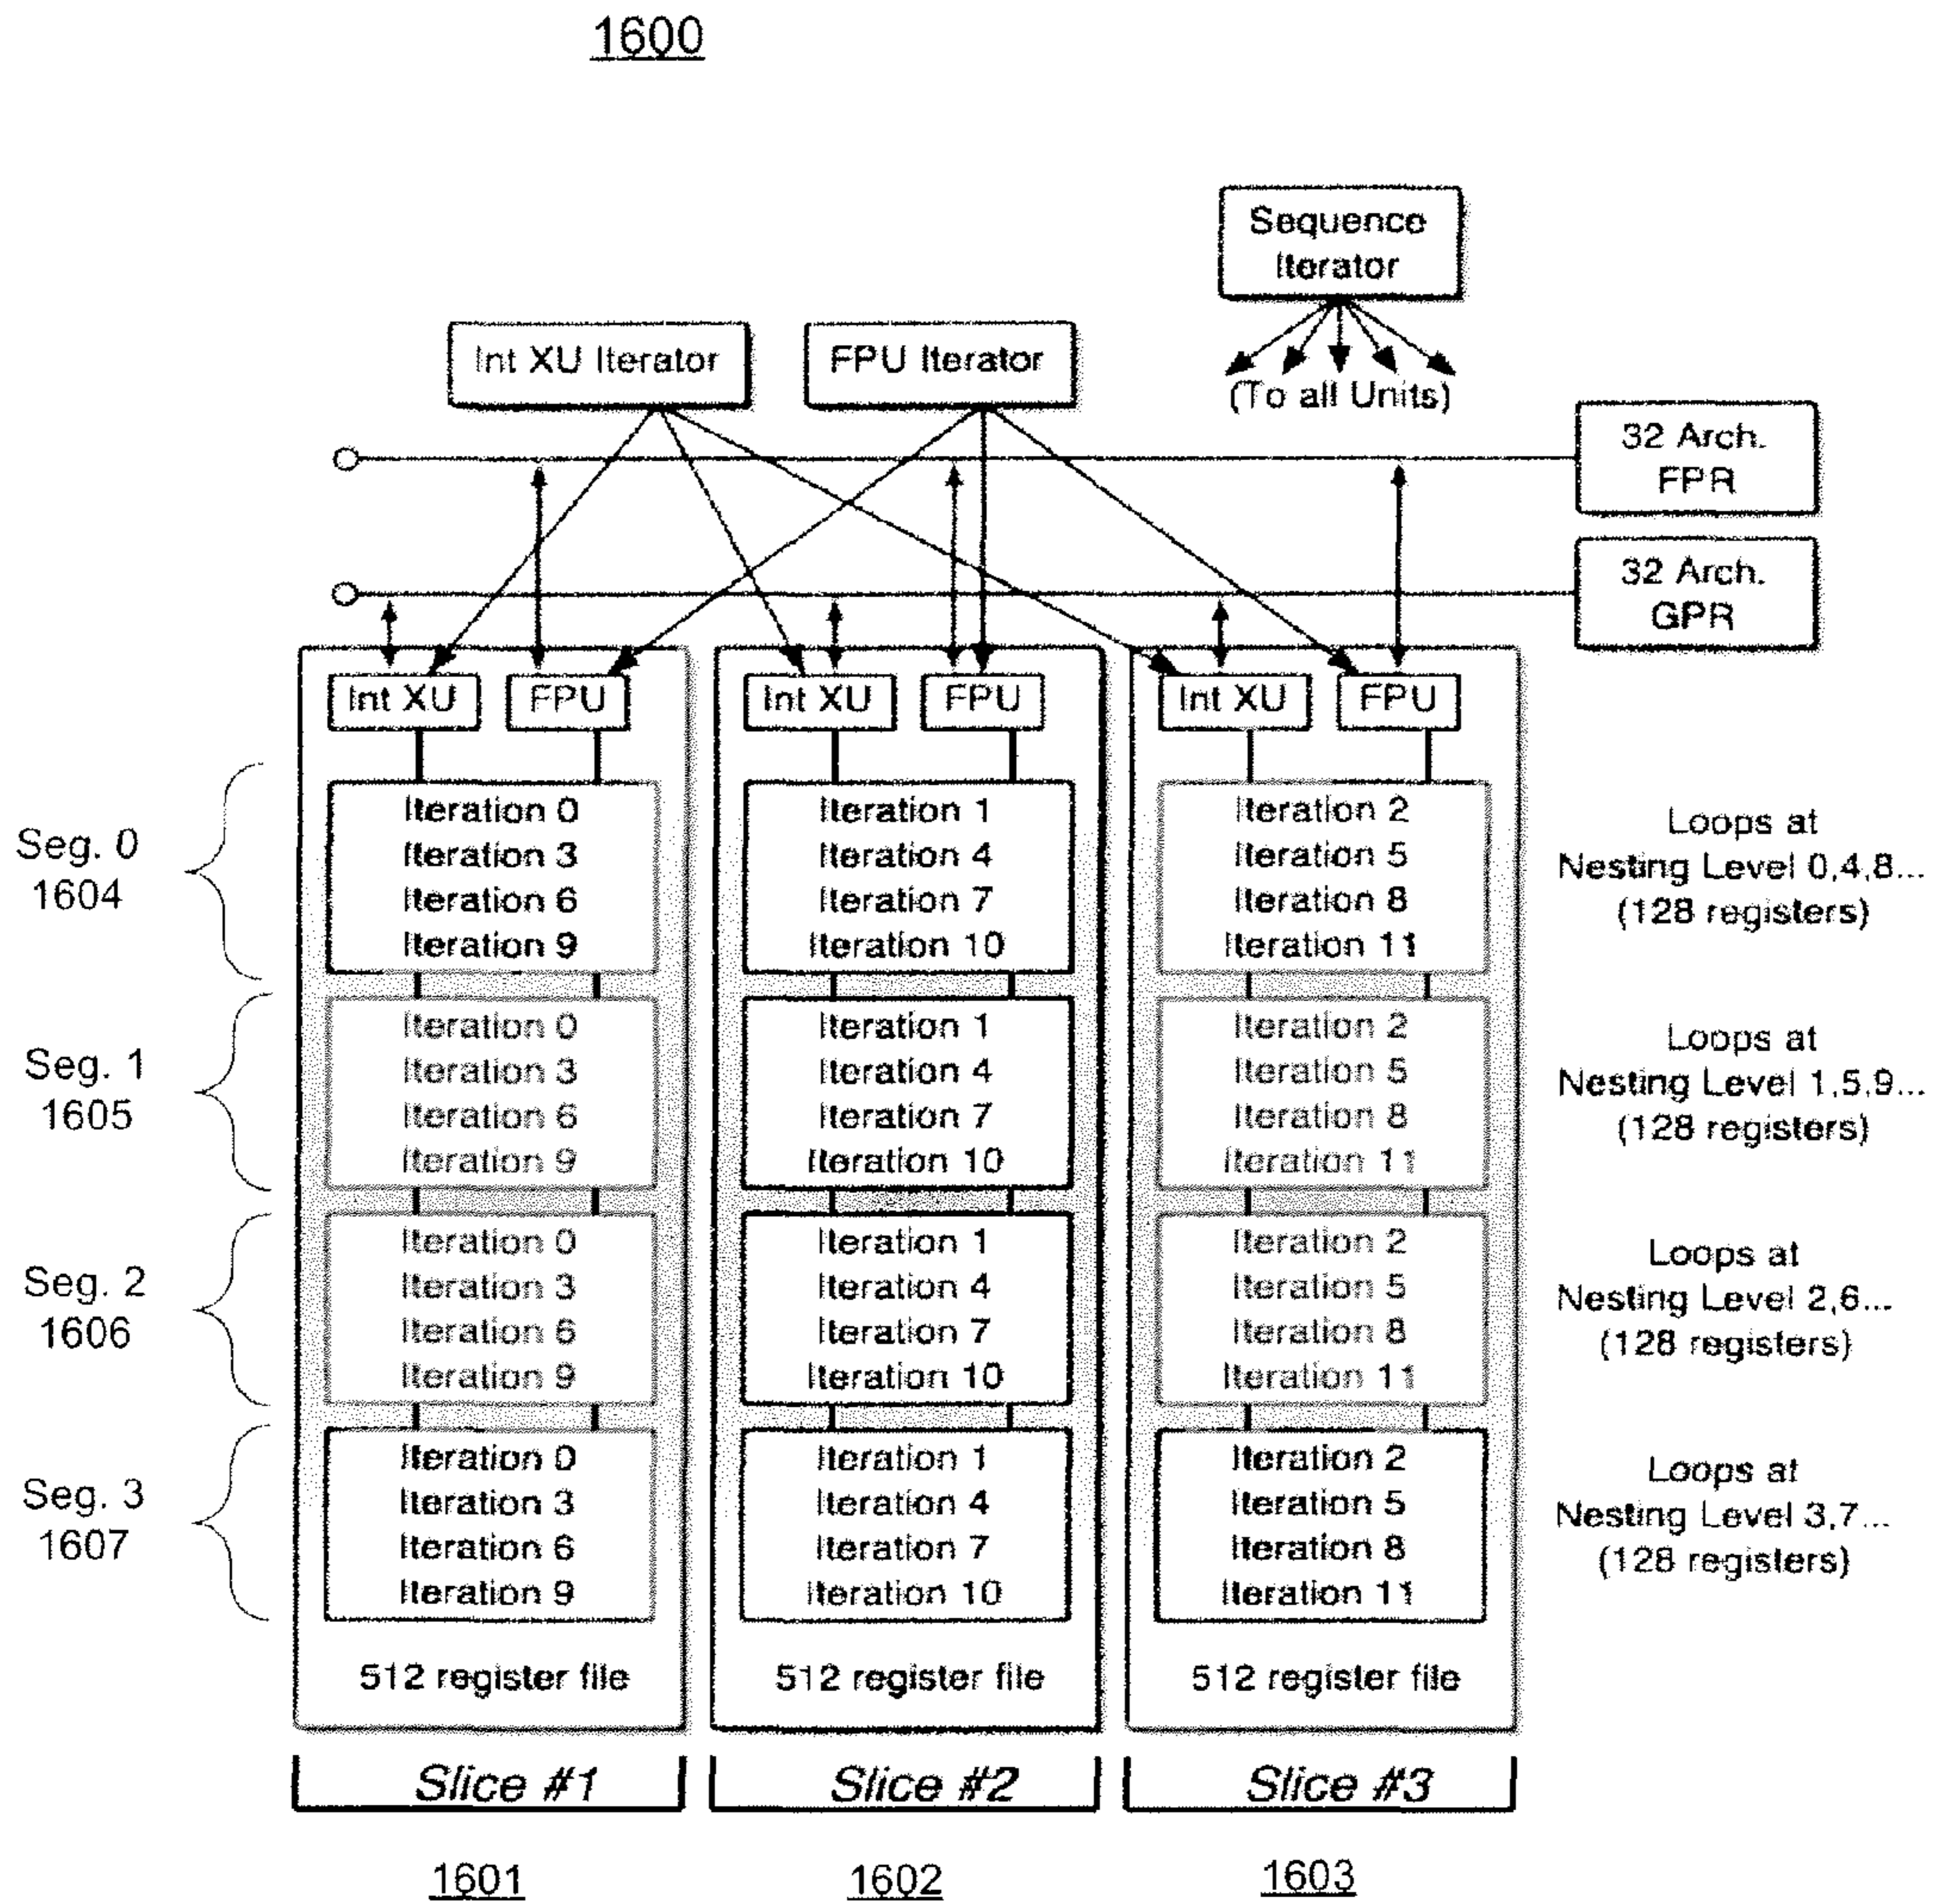 1600
Sequence
Iterator
(To all Units)
Int XU Iterator
FPU Iterator
32 Arch.
FPR
32 Arch.
GPR
Int XU
FPU
Int XU
FPU
Int XU
FPU
Seg. 0
1604
Iteration 0
Iteration 3
Iteration 6
Iteration 9
Iteration 1
Iteration 4
Iteration 7
Iteration 10
Iteration 2
Iteration 5
Iteration 8
Iteration 11
Loops at
Nesting Level 0,4,8...
(128 registers)
Seg. 1
1605
Iteration 0
Iteration 3
Iteration 6
Iteration 9
Iteration 1
Iteration 4
Iteration 7
Iteration 10
Iteration 2
Iteration 5
Iteration 8
Iteration 11
Loops at
Nesting Level 1,5,9...
(128 registers)
Seg. 2
1606
Iteration 0
Iteration 3
Iteration 6
Iteration 9
Iteration 1
Iteration 4
Iteration 7
Iteration 10
Iteration 2
Iteration 5
Iteration 8
Iteration 11
Loops at
Nesting Level 2,6...
(128 registers)
Seg. 3
1607
Iteration 0
Iteration 3
Iteration 6
Iteration 9
Iteration 1
Iteration 4
Iteration 7
Iteration 10
Iteration 2
Iteration 5
Iteration 8
Iteration 11
Loops at
Nesting Level 3,7...
(128 registers)
512 register file
512 register file
512 register file
Slice #1
Slice #2
Slice #3
1601
1602
1603